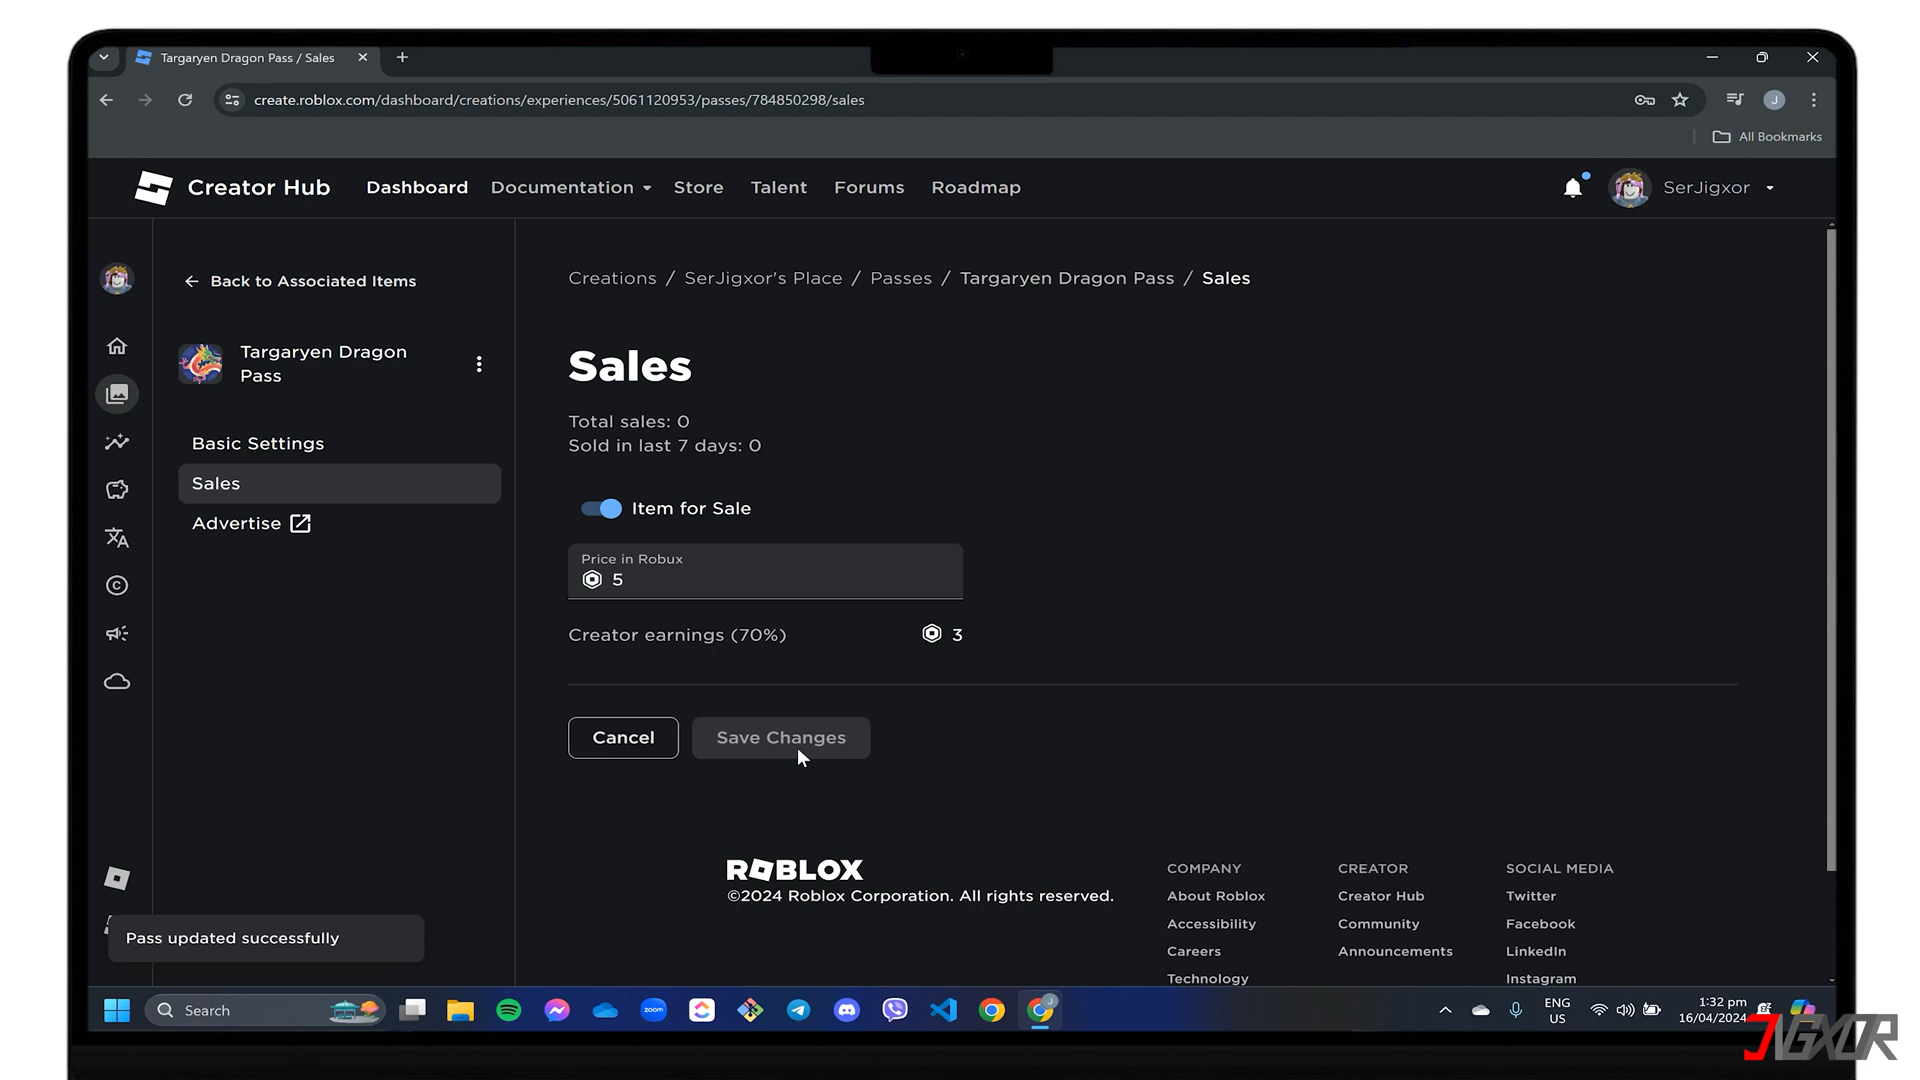 Targaryen Dragon Pass / Sales
create.roblox.com/dashboard/creations/experiences/5061120953/passes/784850298/sales
J
All Bookmarks
Creator Hub Dashboard Documentation Store Talent Forums Roadmap SerJigxor
Back to Associated Items
Creations / SerJigxor's Place / Passes / Targaryen Dragon Pass / Sales
Targaryen Dragon
Pass
Sales
Total sales: 0
Sold in last 7 days: 0
Basic Settings
Sales
Advertise
Item for Sale
Price in Robux
5
Creator earnings (70%) 3
Cancel Save Changes
ROBLOX
©2024 Roblox Corporation. All rights reserved.
COMPANY
About Roblox
Accessibility
Careers
Technology
CREATOR
Creator Hub
Community
Announcements
SOCIAL MEDIA
Twitter
Facebook
LinkedIn
Instagram
Pass updated successfully
Search
zoom
J
ENG
US
1:32 pm
16/04/2024
JIGXOR